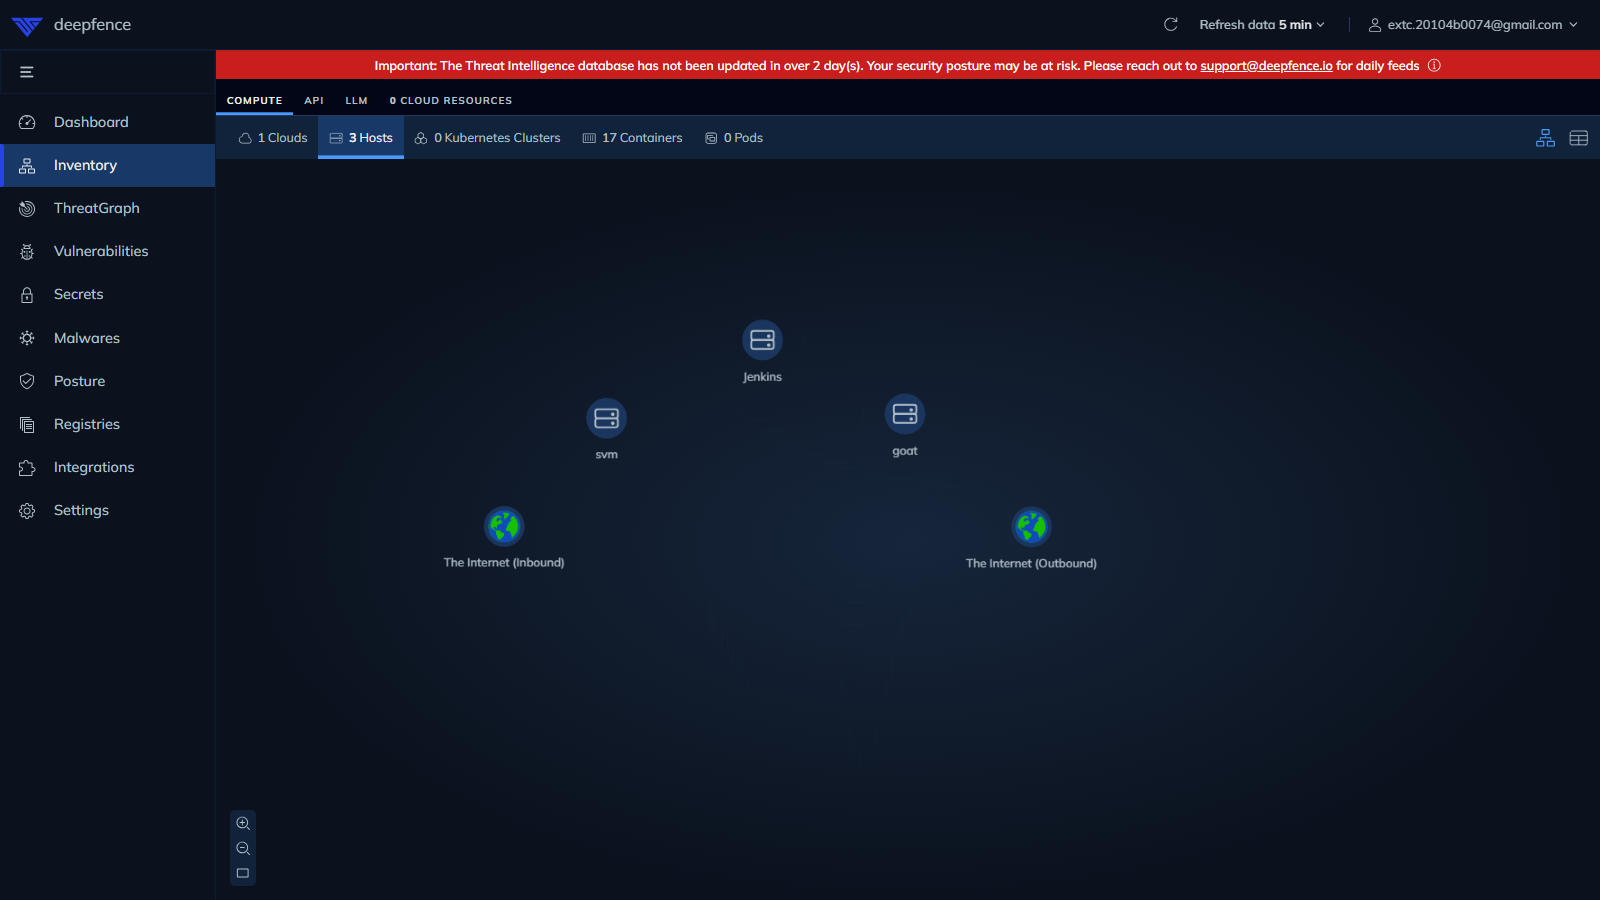 deepfence
Refresh data 5 min
extc.20104b0074@gmail.com
Important: The Threat Intelligence database has not been updated in over 2 day(s). Your security posture may be at risk. Please reach out to support@deepfence.io for daily feeds
COMPUTE API LLM 0 CLOUD RESOURCES
1 Clouds 3 Hosts 0 Kubernetes Clusters 17 Containers 0 Pods
Dashboard
Inventory
ThreatGraph
Vulnerabilities
Secrets
Malwares
Posture
Registries
Integrations
Settings
Jenkins
svm
goat
The Internet (Inbound)
The Internet (Outbound)